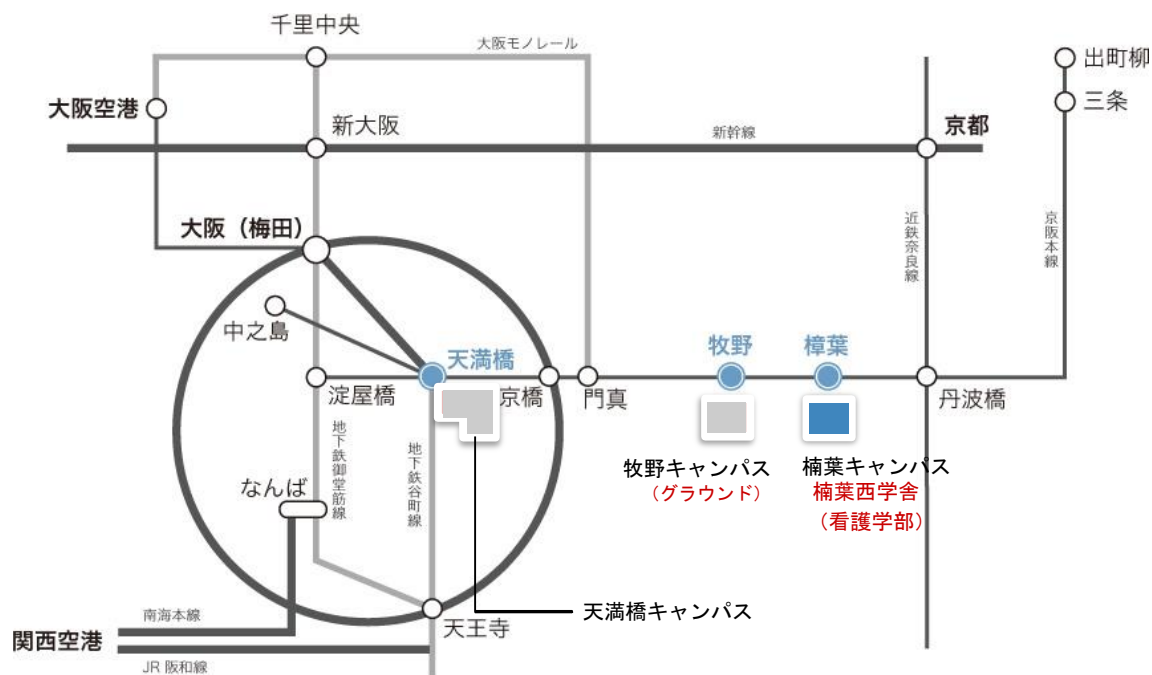 千里中央
大阪モノレール
出町柳
大阪空港
三条
新大阪
新幹線
京都
大阪（梅田）
近鉄奈良線
京阪本線
中之島
天満橋
牧野
樟葉
淀屋橋
京橋
門真
丹波橋
地下鉄御堂筋線
地下鉄谷町線
牧野キャンパス
（グラウンド）
楠葉キャンパス
楠葉西学舎
（看護学部）
なんば
天満橋キャンパス
南海本線
天王寺
関西空港
JR 阪和線